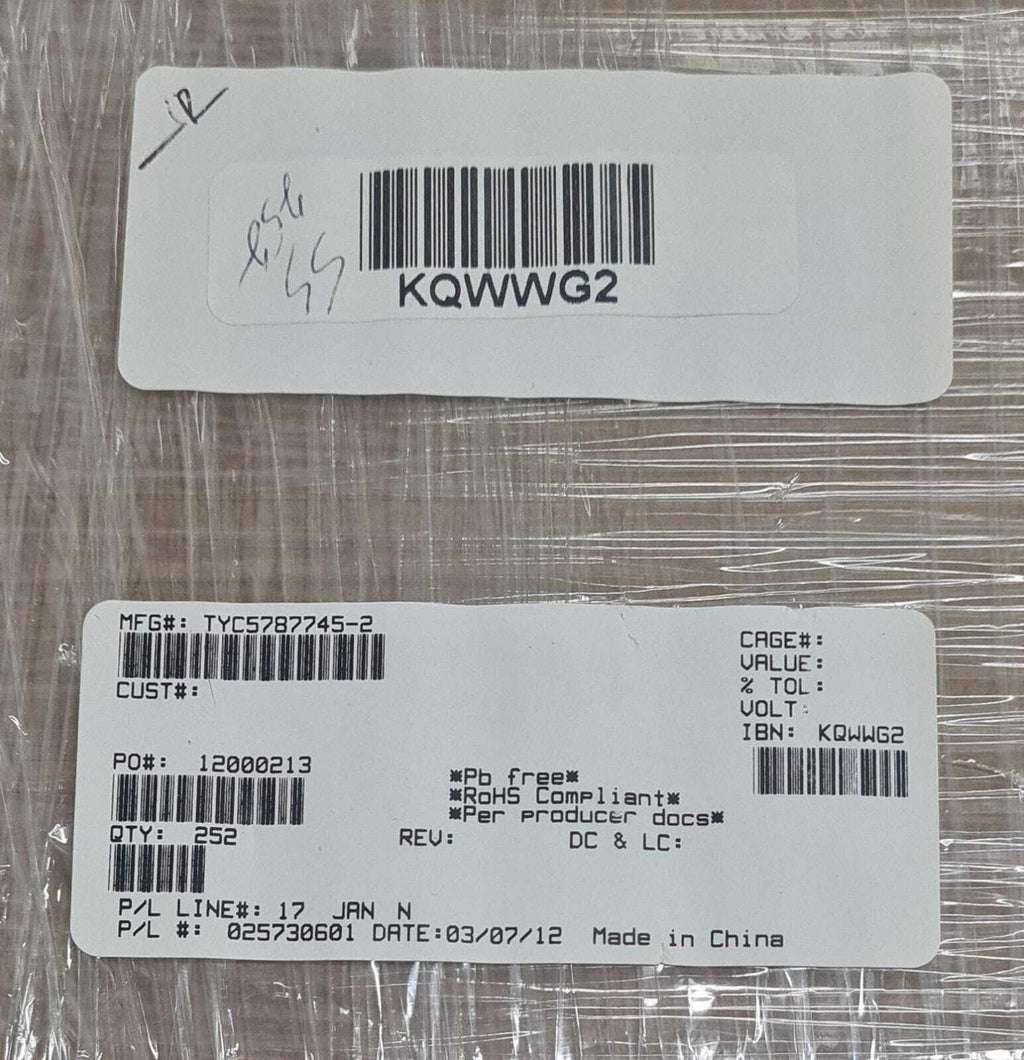 KQWWG2
MFG#: TYC5787745-2
CUST#:
CAGE#:
VALUE:
% TOL:
VOLT:
IBN: KQWWG2
PO#: 12000213
*Pb free*
*RoHS Compliant*
*Per producer docs*
QTY: 252
REV:
DC & LC:
P/L LINE#: 17 JAN N
P/L #: 025730601 DATE:03/07/12 Made in China